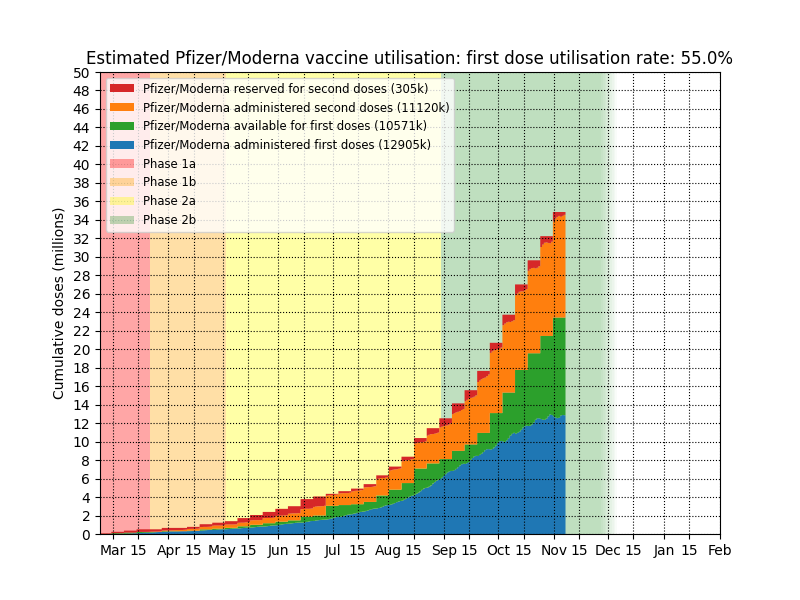 Estimated Pfizer/Moderna vaccine utilisation: first dose utilisation rate: 55.0%
Cumulative doses (millions)
50
48
46
44
42
40
38
36
34
32
30
28
26
24
22
20
18
16
14
12
10
8
6
4
2
0
Pfizer/Moderna reserved for second doses (305k)
Pfizer/Moderna administered second doses (11120k)
Pfizer/Moderna available for first doses (10571k)
Pfizer/Moderna administered first doses (12905k)
Phase 1a
Phase 1b
Phase 2a
Phase 2b
Mar 15 Apr 15 May 15 Jun 15 Jul 15 Aug 15 Sep 15 Oct 15 Nov 15 Dec 15 Jan 15 Feb